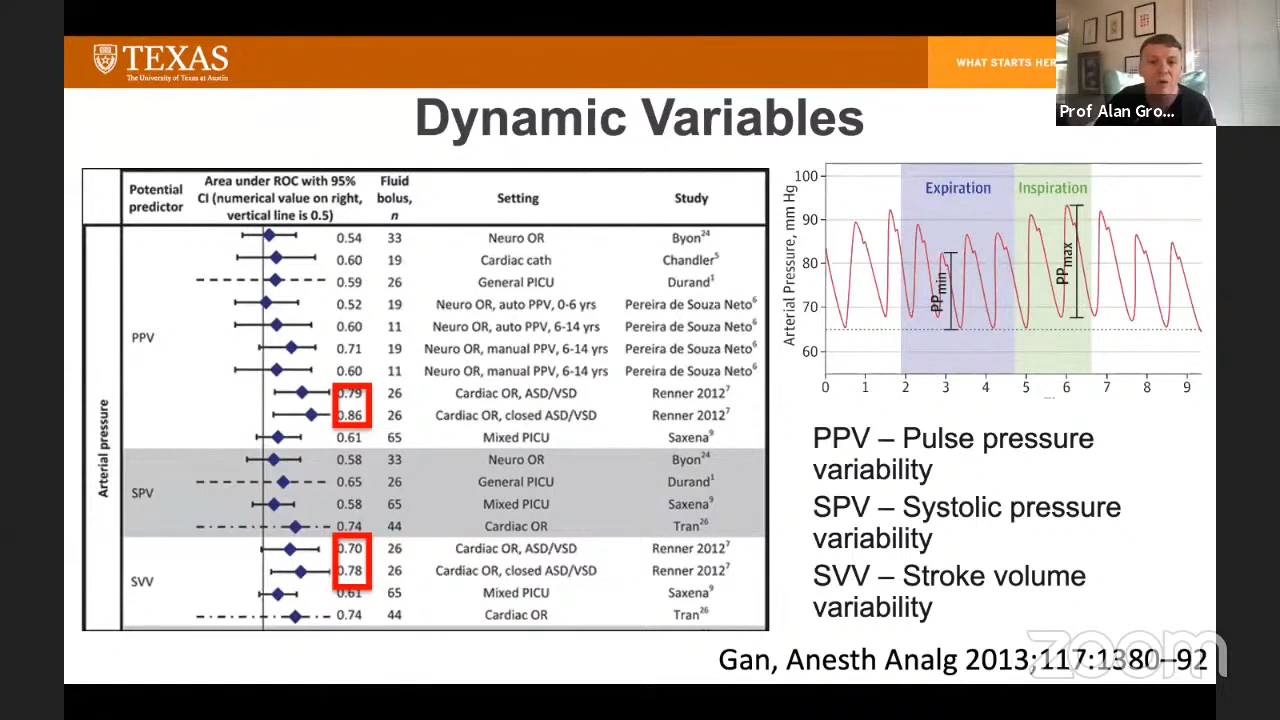 TEXAS
The University of Texas at Austin
WHAT STARTS HER
Prof Alan Gro...
Dynamic Variables
Potential predictor
Area under ROC with 95% CI (numerical value on right, vertical line is 0.5)
Fluid bolus, n
Setting
Study
Arterial pressure
PPV
0.54 33 Neuro OR Byon24
0.60 19 Cardiac cath Chandler5
0.59 26 General PICU Durand1
0.52 19 Neuro OR, auto PPV, 0-6 yrs Pereira de Souza Neto6
0.60 11 Neuro OR, auto PPV, 6-14 yrs Pereira de Souza Neto6
0.71 19 Neuro OR, manual PPV, 6-14 yrs Pereira de Souza Neto6
0.60 11 Neuro OR, manual PPV, 6-14 yrs Pereira de Souza Neto6
0.79 26 Cardiac OR, ASD/VSD Renner 20127
0.86 26 Cardiac OR, closed ASD/VSD Renner 20127
0.61 65 Mixed PICU Saxena9
SPV
0.58 33 Neuro OR Byon24
0.65 26 General PICU Durand1
0.58 65 Mixed PICU Saxena9
0.74 44 Cardiac OR Tran26
SVV
0.70 26 Cardiac OR, ASD/VSD Renner 20127
0.78 26 Cardiac OR, closed ASD/VSD Renner 20127
0.61 65 Mixed PICU Saxena9
0.74 44 Cardiac OR Tran26
Arterial Pressure, mm Hg
100
90
80
70
60
Expiration
Inspiration
PPmin
PPmax
0 1 2 3 4 5 6 7 8 9
PPV – Pulse pressure
variability
SPV – Systolic pressure
variability
SVV – Stroke volume
variability
Gan, Anesth Analg 2013;117:1380–92
zoom